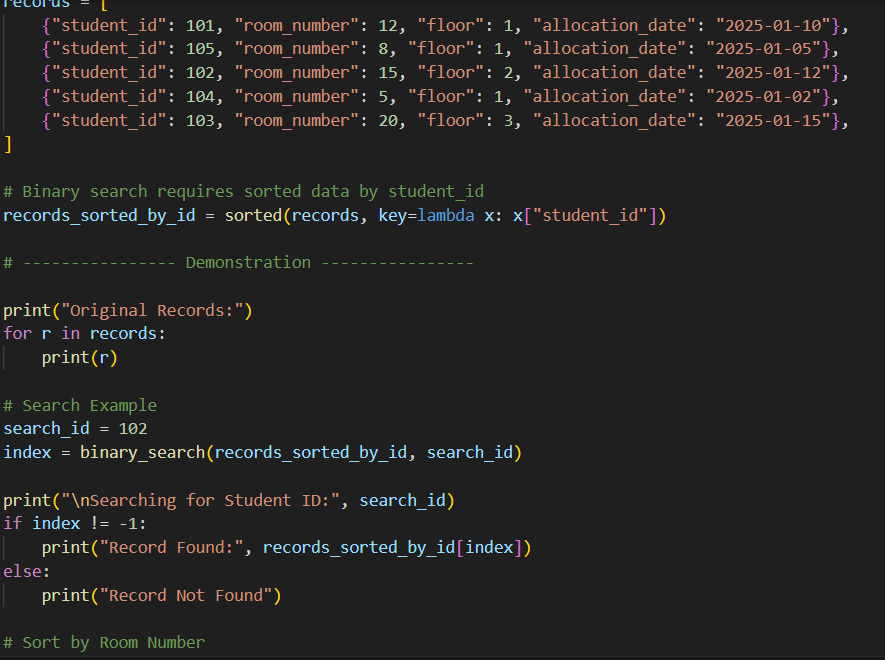 records = [
    {"student_id": 101, "room_number": 12, "floor": 1, "allocation_date": "2025-01-10"},
    {"student_id": 105, "room_number": 8, "floor": 1, "allocation_date": "2025-01-05"},
    {"student_id": 102, "room_number": 15, "floor": 2, "allocation_date": "2025-01-12"},
    {"student_id": 104, "room_number": 5, "floor": 1, "allocation_date": "2025-01-02"},
    {"student_id": 103, "room_number": 20, "floor": 3, "allocation_date": "2025-01-15"},
]
# Binary search requires sorted data by student_id
records_sorted_by_id = sorted(records, key=lambda x: x["student_id"])
# ---------------- Demonstration ----------------
print("Original Records:")
for r in records:
    print(r)
# Search Example
search_id = 102
index = binary_search(records_sorted_by_id, search_id)
print("\nSearching for Student ID:", search_id)
if index != -1:
    print("Record Found:", records_sorted_by_id[index])
else:
    print("Record Not Found")
# Sort by Room Number